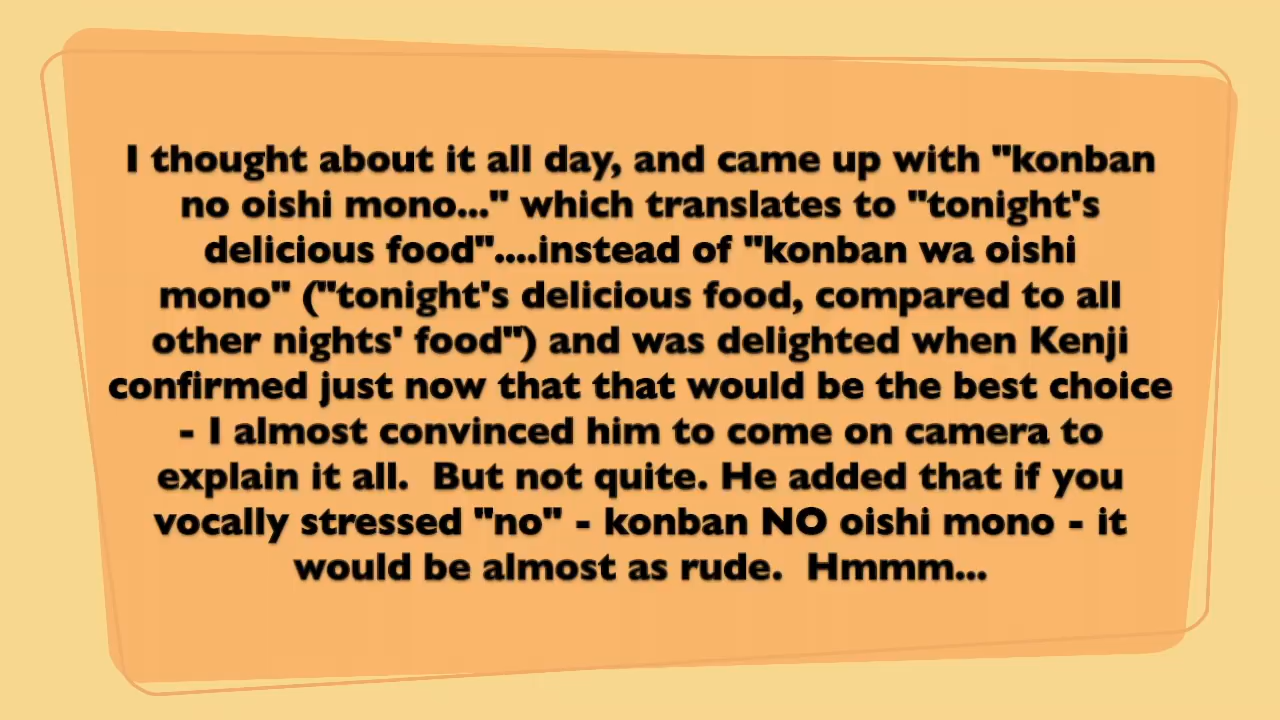 I thought about it all day, and came up with "konban
no oishi mono..." which translates to "tonight's
delicious food"....instead of "konban wa oishi
mono" ("tonight's delicious food, compared to all
other nights' food") and was delighted when Kenji
confirmed just now that that would be the best choice
- I almost convinced him to come on camera to
explain it all.  But not quite. He added that if you
vocally stressed "no" - konban NO oishi mono - it
would be almost as rude.  Hmmm...